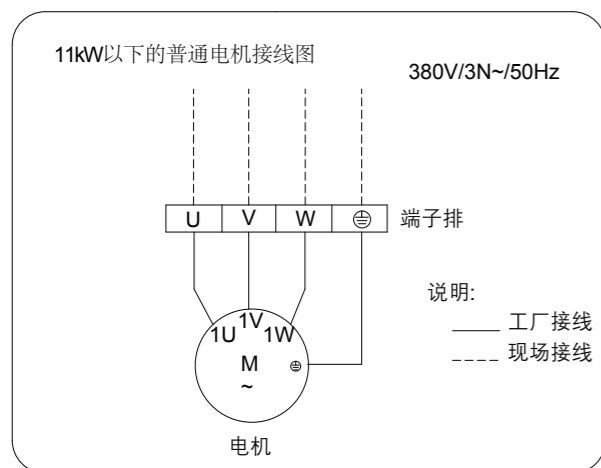 11kW以下的普通电机接线图
380V/3N~/50Hz
U V W 端子排
说明:
工厂接线
现场接线
1U 1V 1W
M
~
电机